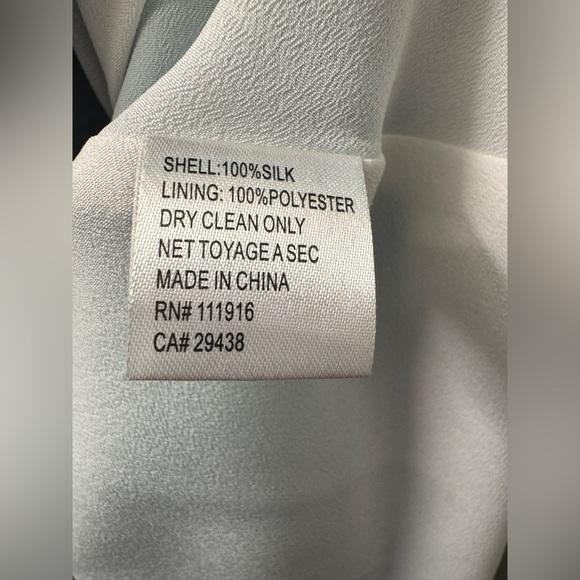 SHELL:100%SILK
LINING: 100%POLYESTER
DRY CLEAN ONLY
NET TOYAGE A SEC
MADE IN CHINA
RN# 111916
CA# 29438